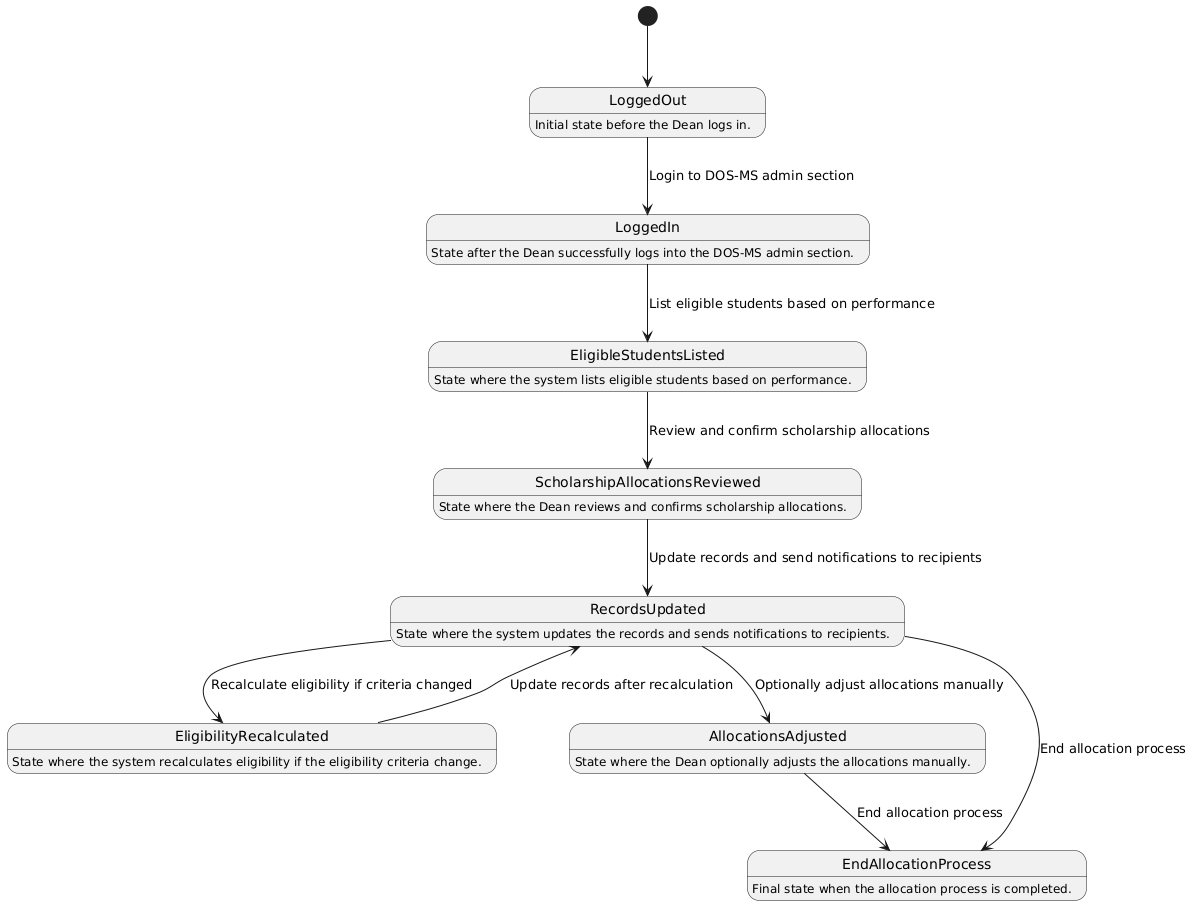 LoggedOut
Initial state before the Dean logs in.
Login to DOS-MS admin section
LoggedIn
State after the Dean successfully logs into the DOS-MS admin section.
List eligible students based on performance
EligibleStudentsListed
State where the system lists eligible students based on performance.
Review and confirm scholarship allocations
ScholarshipAllocationsReviewed
State where the Dean reviews and confirms scholarship allocations.
Update records and send notifications to recipients
RecordsUpdated
State where the system updates the records and sends notifications to recipients.
Recalculate eligibility if criteria changed
Update records after recalculation
Optionally adjust allocations manually
EligibilityRecalculated
State where the system recalculates eligibility if the eligibility criteria change.
AllocationsAdjusted
State where the Dean optionally adjusts the allocations manually.
End allocation process
End allocation process
EndAllocationProcess
Final state when the allocation process is completed.